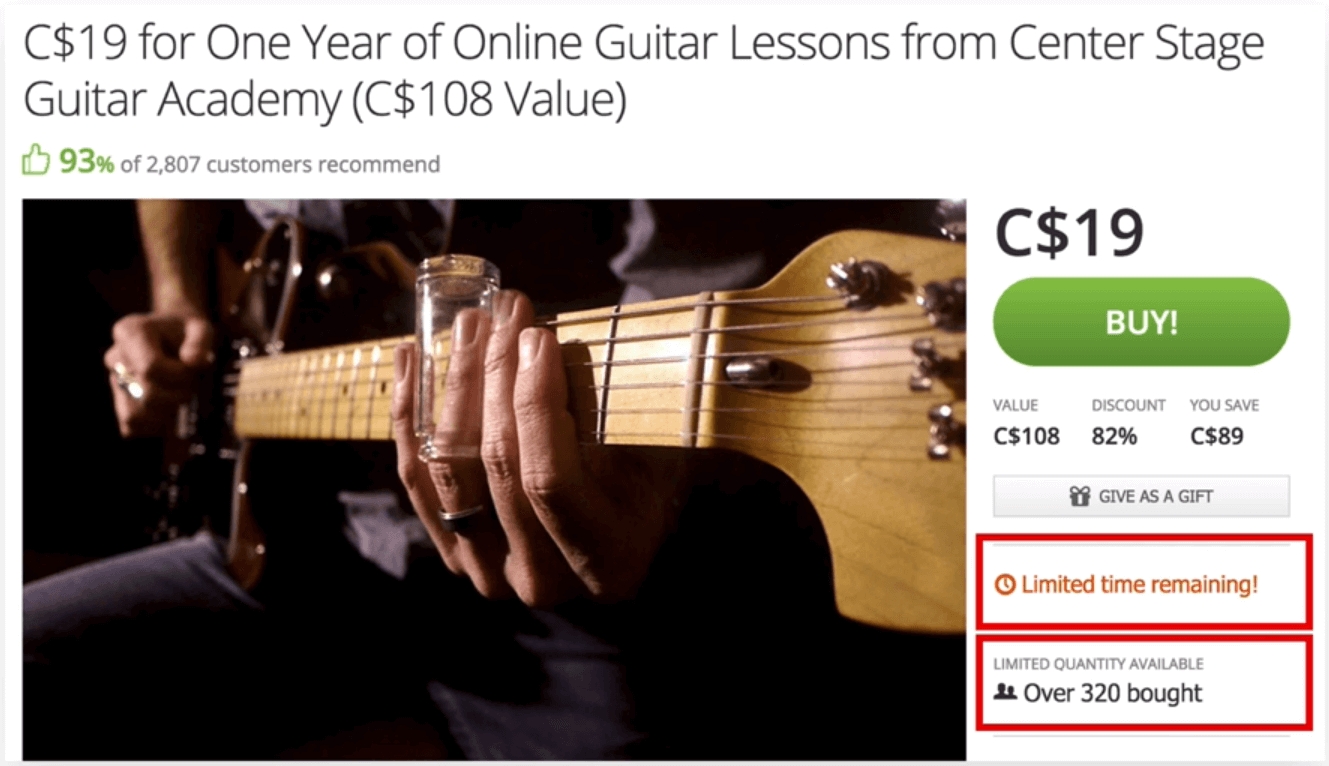 C$19 for One Year of Online Guitar Lessons from Center Stage
Guitar Academy (C$108 Value)
93% of 2,807 customers recommend
C$19
BUY!
VALUE DISCOUNT YOU SAVE
C$108 82% C$89
GIVE AS A GIFT
Limited time remaining!
LIMITED QUANTITY AVAILABLE
Over 320 bought